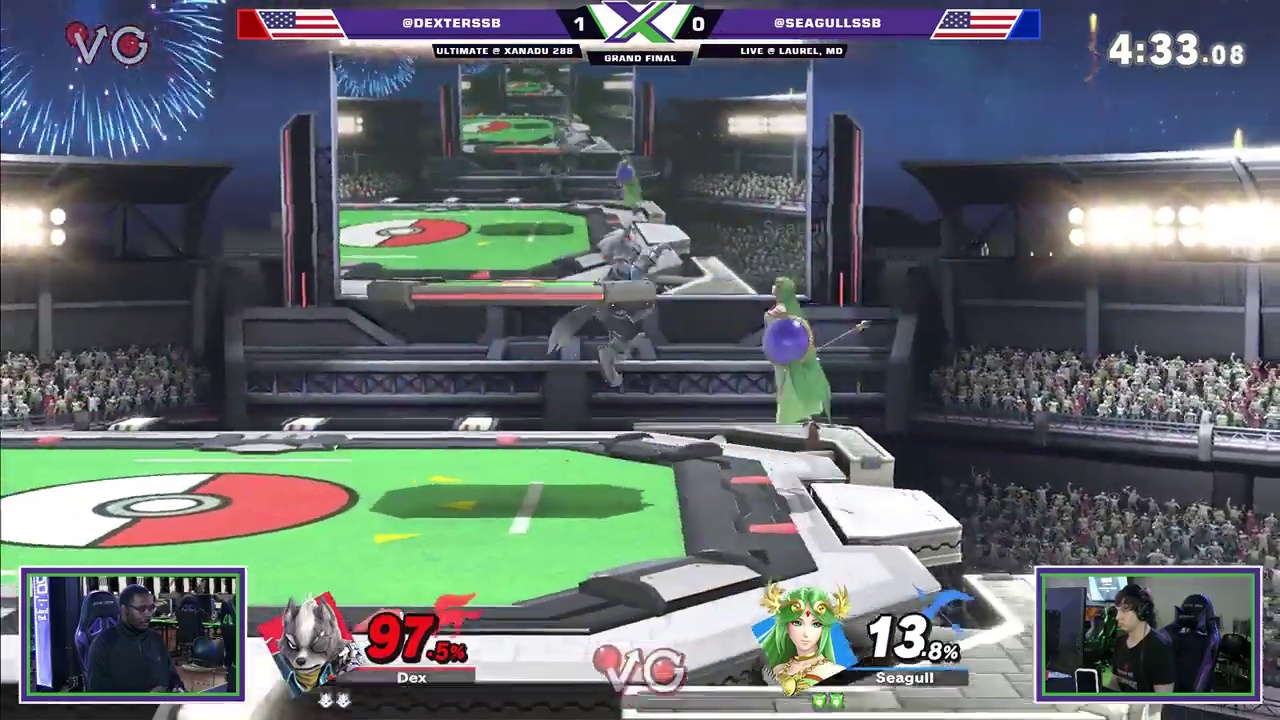 @DEXTERSSB
1
0
@SEAGULLSSB
ULTIMATE @ XANADU 288
GRAND FINAL
LIVE @ LAUREL, MD
4:33.08
VG
97.5%
Dex
VG
13.8%
Seagull